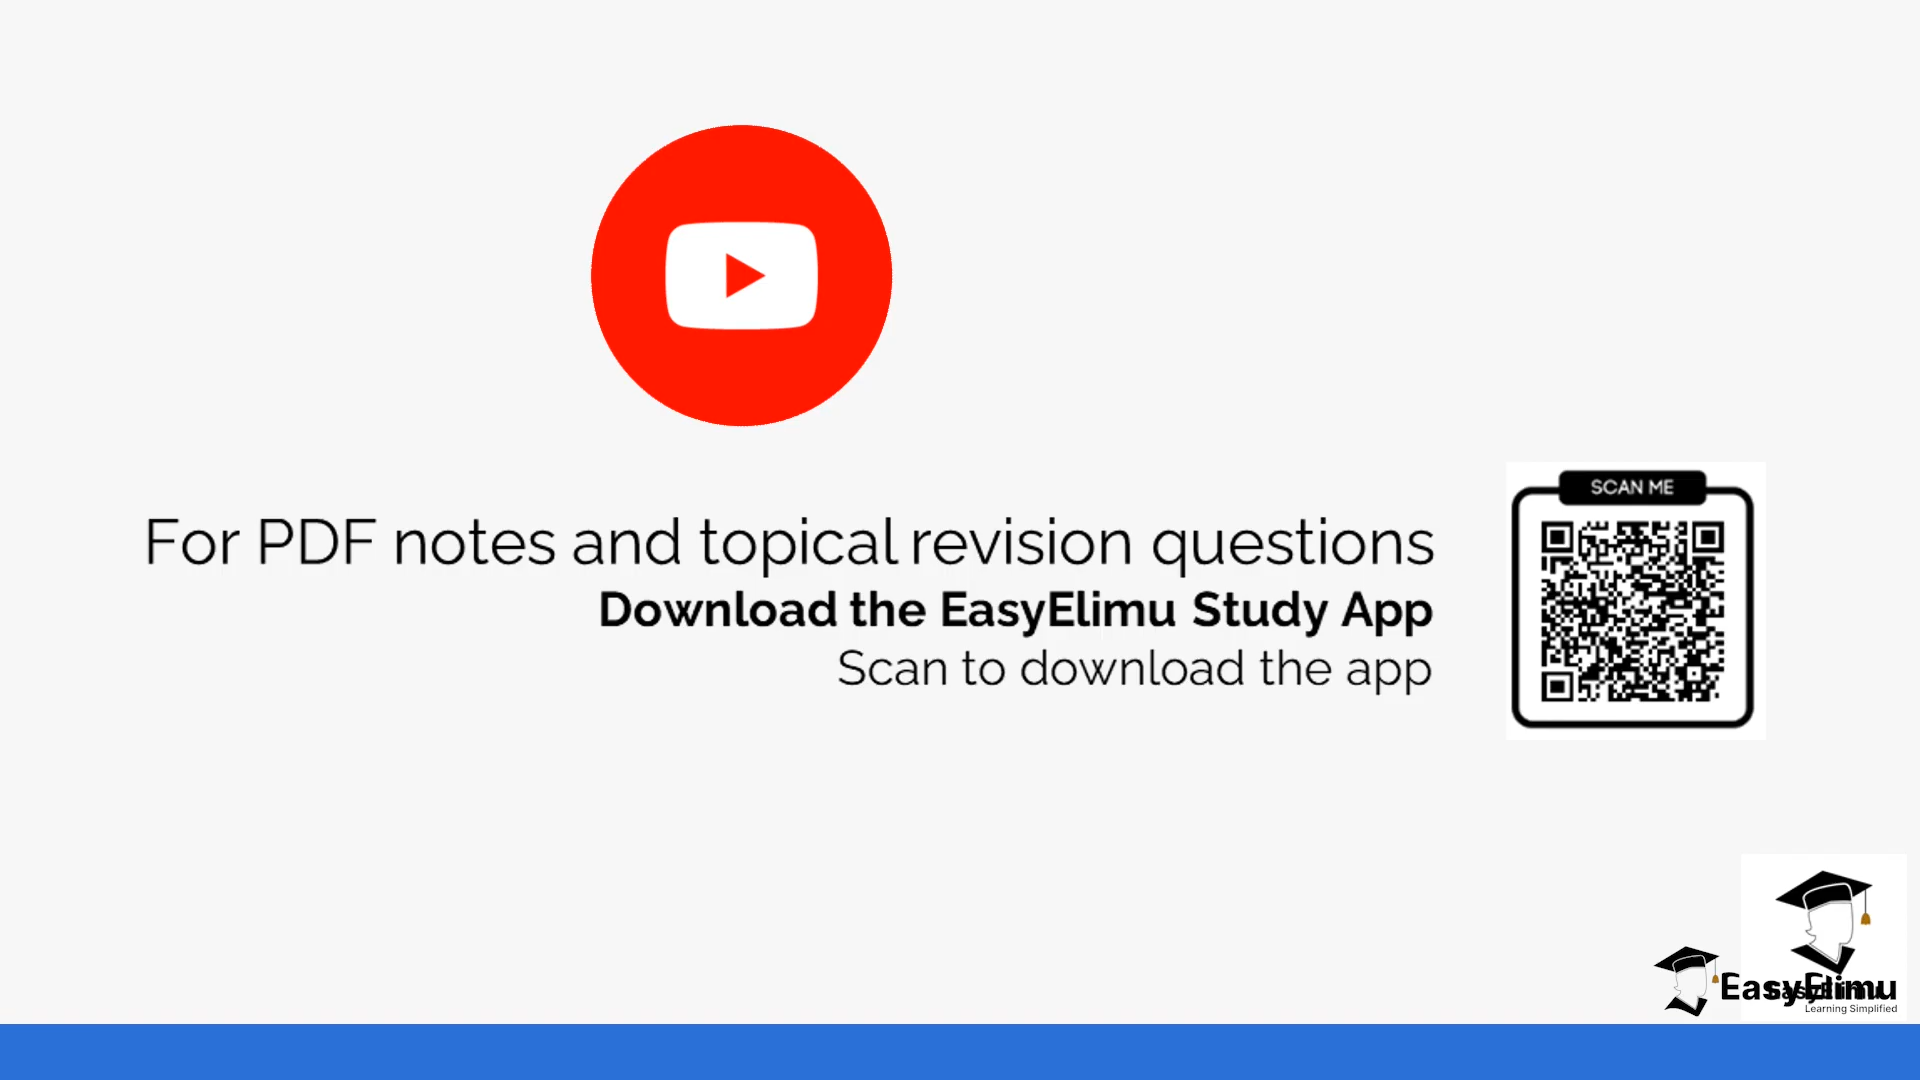 For PDF notes and topical revision questions
Download the EasyElimu Study App
Scan to download the app
SCAN ME
EasyElimu
Learning Simplified